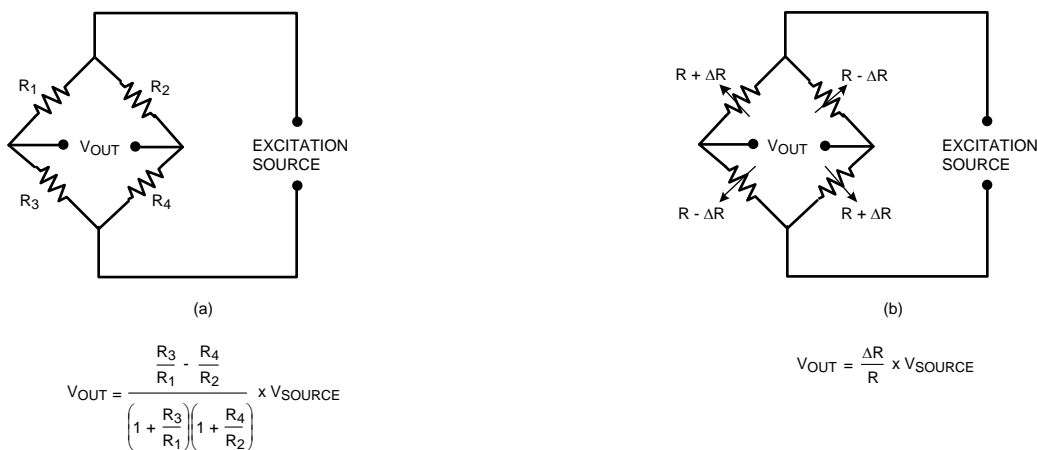 R1
R2
VOUT
EXCITATION
SOURCE
R3
R4
(a)
VOUT = (R3/R1 - R4/R2) / ((1 + R3/R1)(1 + R4/R2)) x VSOURCE
R + ΔR
R - ΔR
VOUT
EXCITATION
SOURCE
R - ΔR
R + ΔR
(b)
VOUT = ΔR/R x VSOURCE